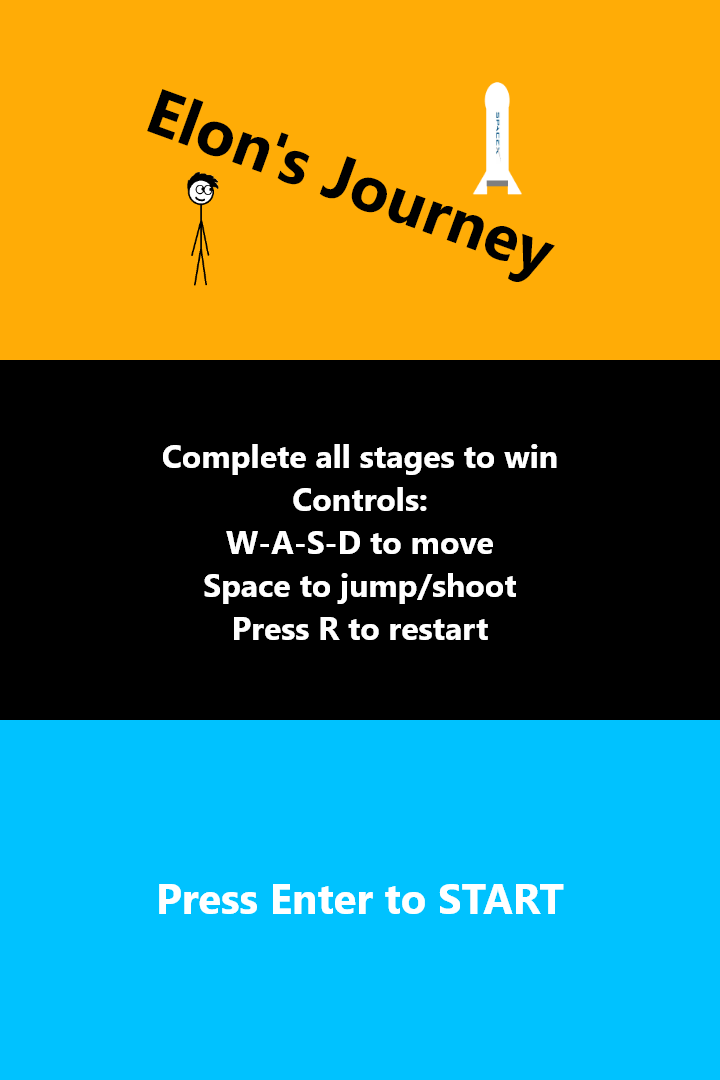 Elon's Journey
SPACEX
Complete all stages to win
Controls:
W-A-S-D to move
Space to jump/shoot
Press R to restart
Press Enter to START